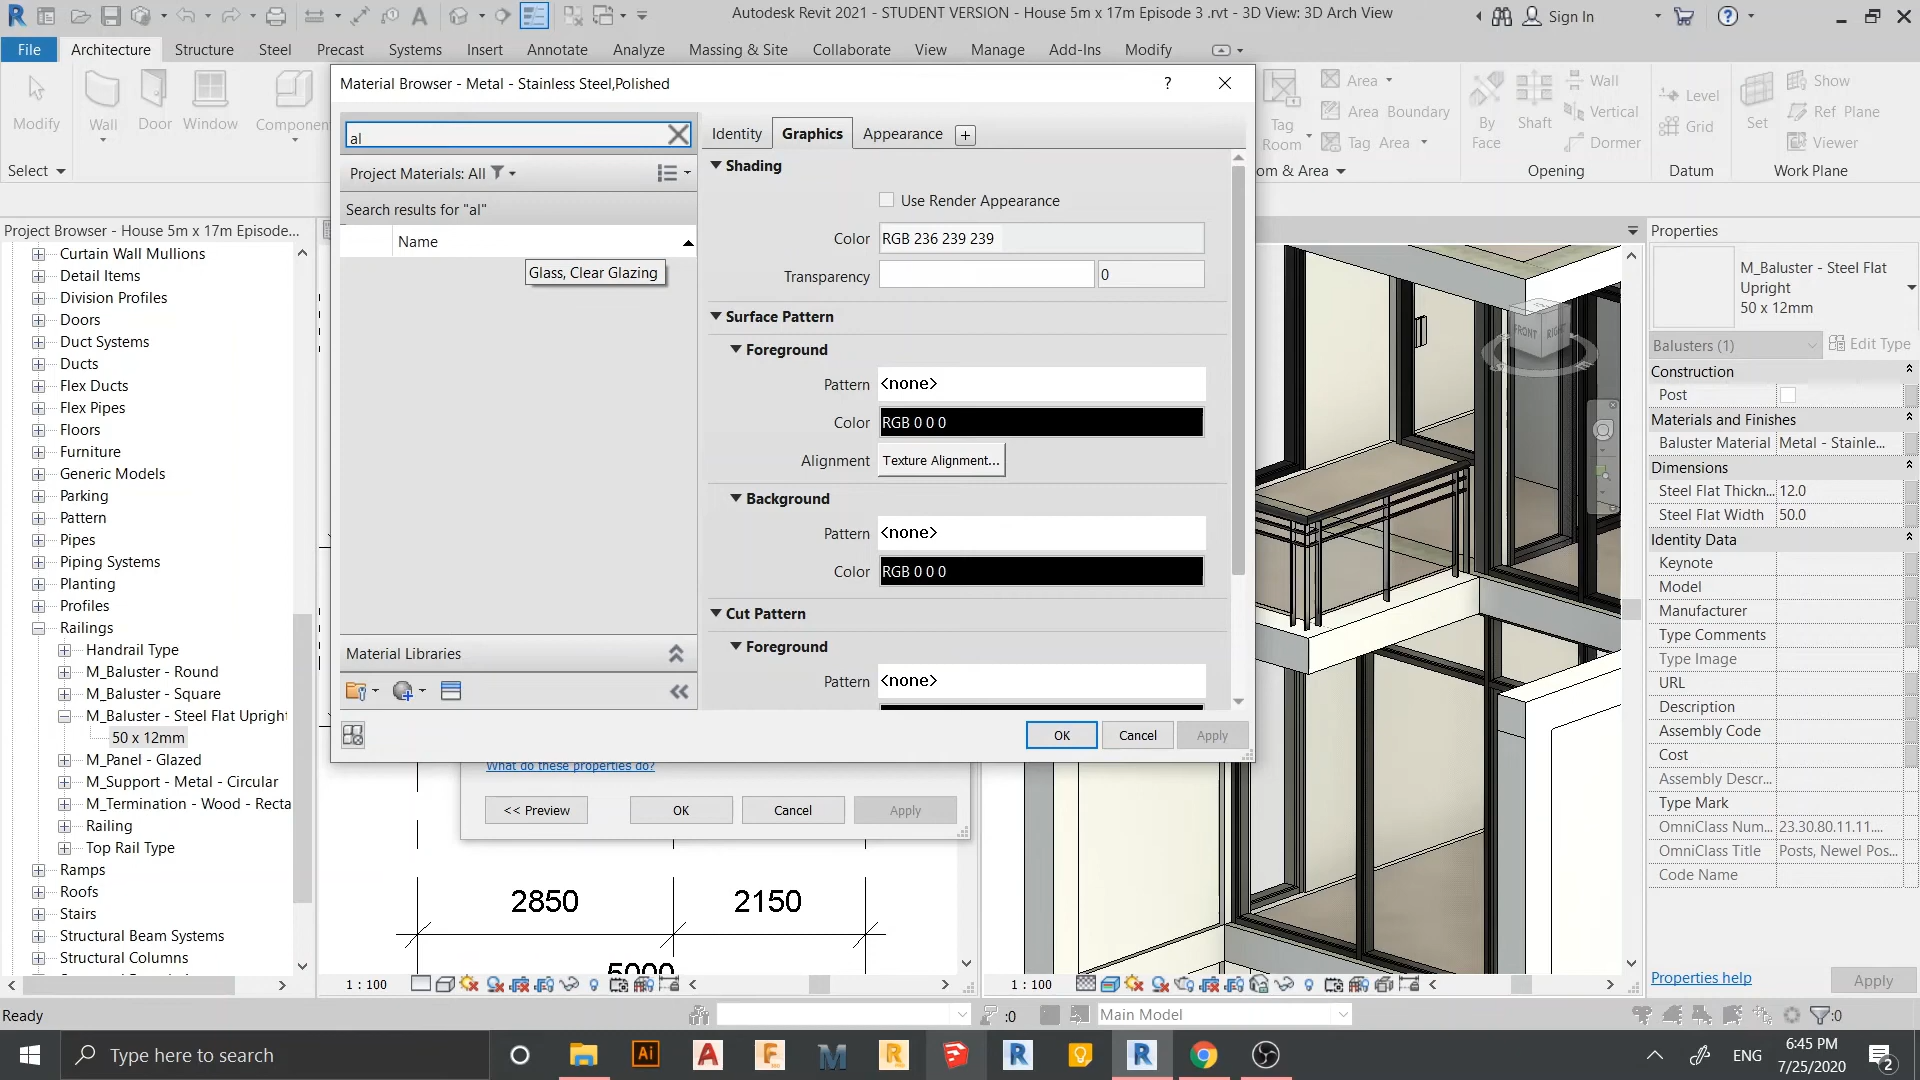 Autodesk Revit 2021 - STUDENT VERSION - House 5m x 17m Episode 3 .rvt - 3D View: 3D Arch View
Sign In
File
Architecture
Structure
Steel
Precast
Systems
Insert
Annotate
Analyze
Massing & Site
Collaborate
View
Manage
Add-Ins
Modify
Modify
Wall
Door
Window
Component
Select
Tag
Room
Area
Area Boundary
Tag Area
om & Area
By
Face
Shaft
Wall
Vertical
Dormer
Opening
Level
Grid
Datum
Set
Show
Ref Plane
Viewer
Work Plane
Project Browser - House 5m x 17m Episode...
Curtain Wall Mullions
Detail Items
Division Profiles
Doors
Duct Systems
Ducts
Flex Ducts
Flex Pipes
Floors
Furniture
Generic Models
Parking
Pattern
Pipes
Piping Systems
Planting
Profiles
Railings
Handrail Type
M_Baluster - Round
M_Baluster - Square
M_Baluster - Steel Flat Upright
50 x 12mm
M_Panel - Glazed
M_Support - Metal - Circular
M_Termination - Wood - Recta
Railing
Top Rail Type
Ramps
Roofs
Stairs
Structural Beam Systems
Structural Columns
Material Browser - Metal - Stainless Steel,Polished
?
al
Project Materials: All
Search results for "al"
Name
Glass, Clear Glazing
Material Libraries
Identity
Graphics
Appearance
Shading
Use Render Appearance
Color
RGB 236 239 239
Transparency
0
Surface Pattern
Foreground
Pattern
<none>
Color
RGB 0 0 0
Alignment
Texture Alignment...
Background
Pattern
<none>
Color
RGB 0 0 0
Cut Pattern
Foreground
Pattern
<none>
OK
Cancel
Apply
What do these properties do?
<< Preview
OK
Cancel
Apply
2850
2150
5000
1 : 100
FRONT
RIGHT
1 : 100
Properties
M_Baluster - Steel Flat
Upright
50 x 12mm
Balusters (1)
Edit Type
Construction
Post
Materials and Finishes
Baluster Material
Metal - Stainle...
Dimensions
Steel Flat Thickn...
12.0
Steel Flat Width
50.0
Identity Data
Keynote
Model
Manufacturer
Type Comments
Type Image
URL
Description
Assembly Code
Cost
Assembly Descr...
Type Mark
OmniClass Num...
23.30.80.11.11....
OmniClass Title
Posts, Newel Pos...
Code Name
Properties help
Apply
Ready
:0
Main Model
:0
Type here to search
ENG
6:45 PM
7/25/2020
2